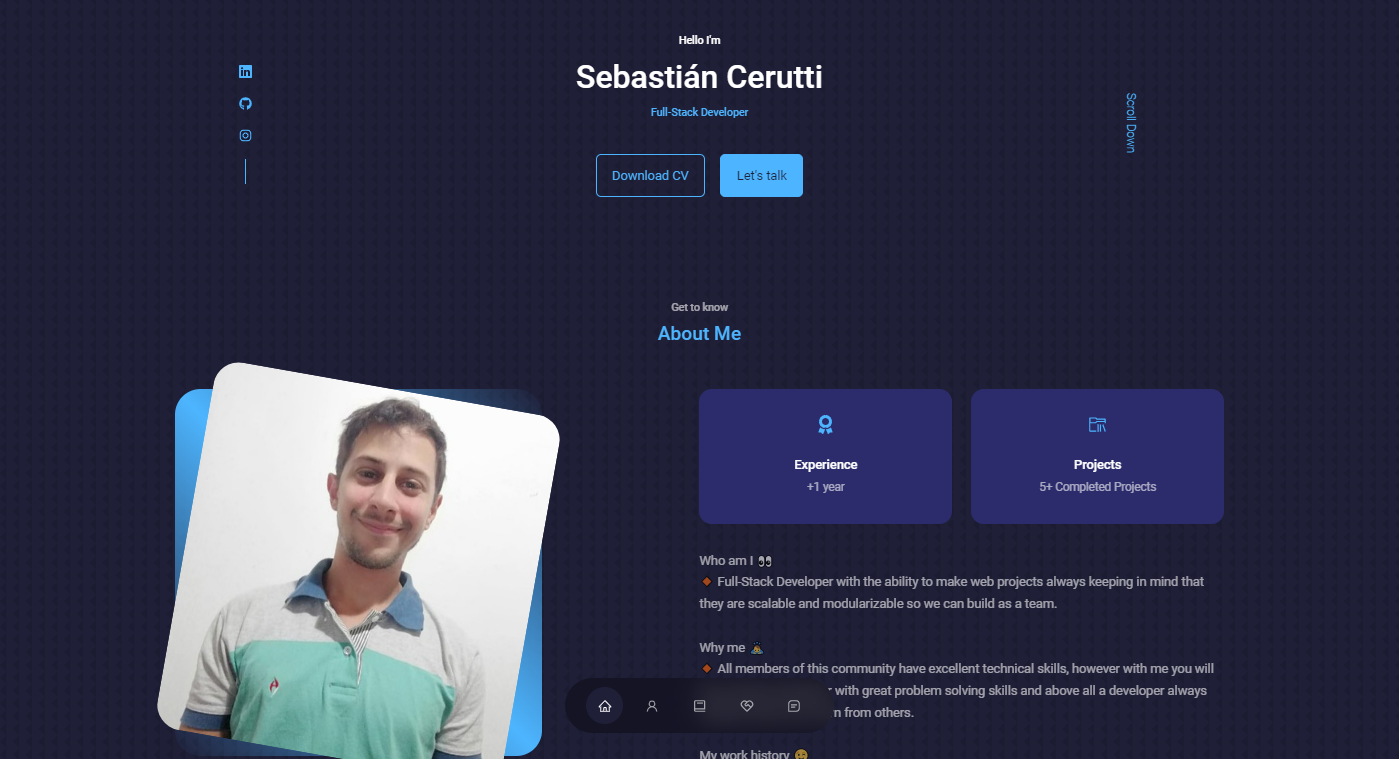 Hello I'm
Sebastián Cerutti
Full-Stack Developer
Download CV
Let's talk
Scroll Down
Get to know
About Me
Experience
+1 year
Projects
5+ Completed Projects
Who am I 👀
🔸 Full-Stack Developer with the ability to make web projects always keeping in mind that
they are scalable and modularizable so we can build as a team.
Why me
🔸 All members of this community have excellent technical skills, however with me you will
with great problem solving skills and above all a developer always
from others.
My work history